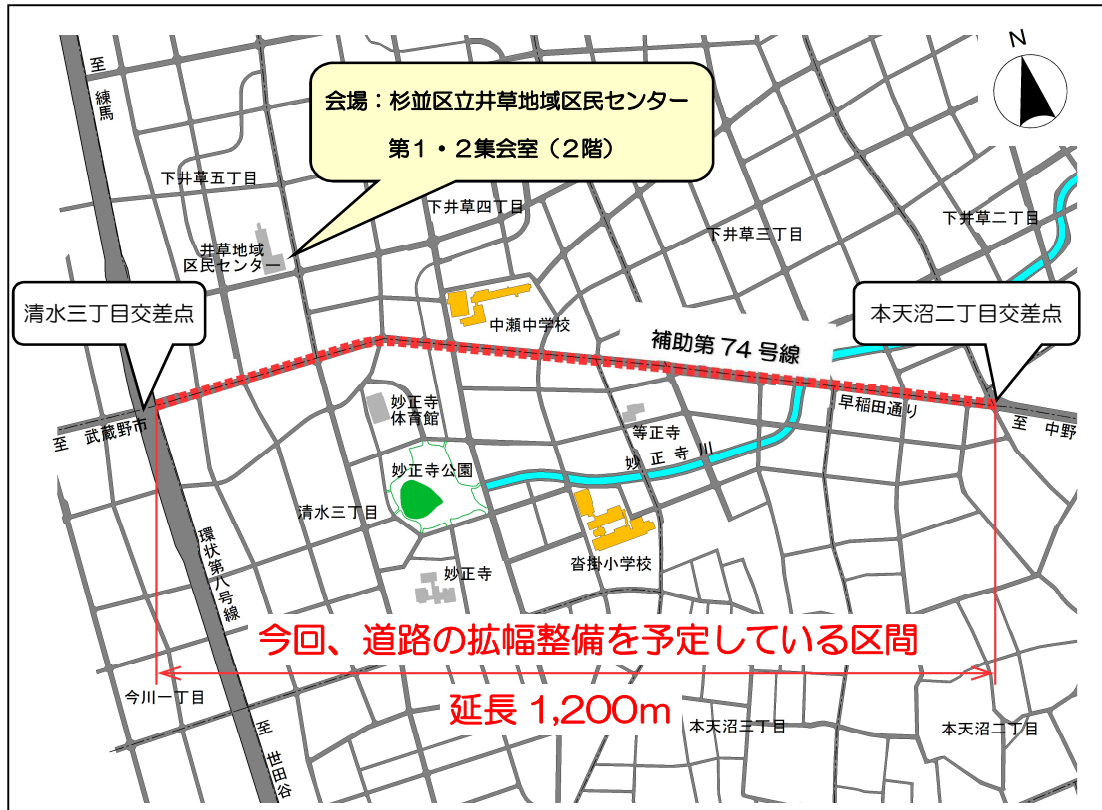 N
至
練馬
会場：杉並区立井草地域区民センター
第１・２集会室（２階）
下井草五丁目
下井草四丁目
下井草三丁目
下井草二丁目
井草地域
区民センター
清水三丁目交差点
本天沼二丁目交差点
中瀬中学校
補助第 74 号線
早稲田通り
至 武蔵野市
至 中野
妙正寺
体育館
等正寺
妙正寺川
妙正寺公園
清水三丁目
環状第八号線
沓掛小学校
妙正寺
今回、道路の拡幅整備を予定している区間
延長 1,200m
今川一丁目
至
世田谷
本天沼三丁目
本天沼二丁目